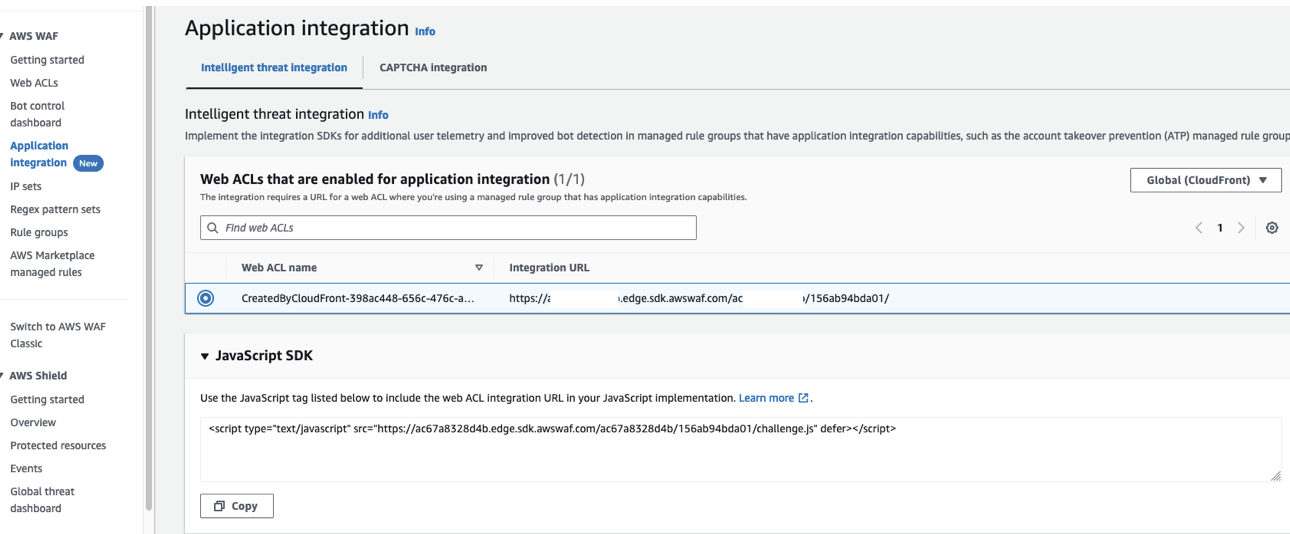 AWS WAF
Getting started
Web ACLs
Bot control
dashboard
Application
integration New
IP sets
Regex pattern sets
Rule groups
AWS Marketplace
managed rules
Switch to AWS WAF
Classic
AWS Shield
Getting started
Overview
Protected resources
Events
Global threat
dashboard
Application integration Info
Intelligent threat integration CAPTCHA integration
Intelligent threat integration Info
Implement the integration SDKs for additional user telemetry and improved bot detection in managed rule groups that have application integration capabilities, such as the account takeover prevention (ATP) managed rule group
Web ACLs that are enabled for application integration (1/1)
Global (CloudFront)
The integration requires a URL for a web ACL where you're using a managed rule group that has application integration capabilities.
Find web ACLs
1
Web ACL name Integration URL
CreatedByCloudFront-398ac448-656c-476c-a... https://a .edge.sdk.awswaf.com/ac /156ab94bda01/
JavaScript SDK
Use the JavaScript tag listed below to include the web ACL integration URL in your JavaScript implementation. Learn more.
<script type="text/javascript" src="https://ac67a8328d4b.edge.sdk.awswaf.com/ac67a8328d4b/156ab94bda01/challenge.js" defer></script>
Copy